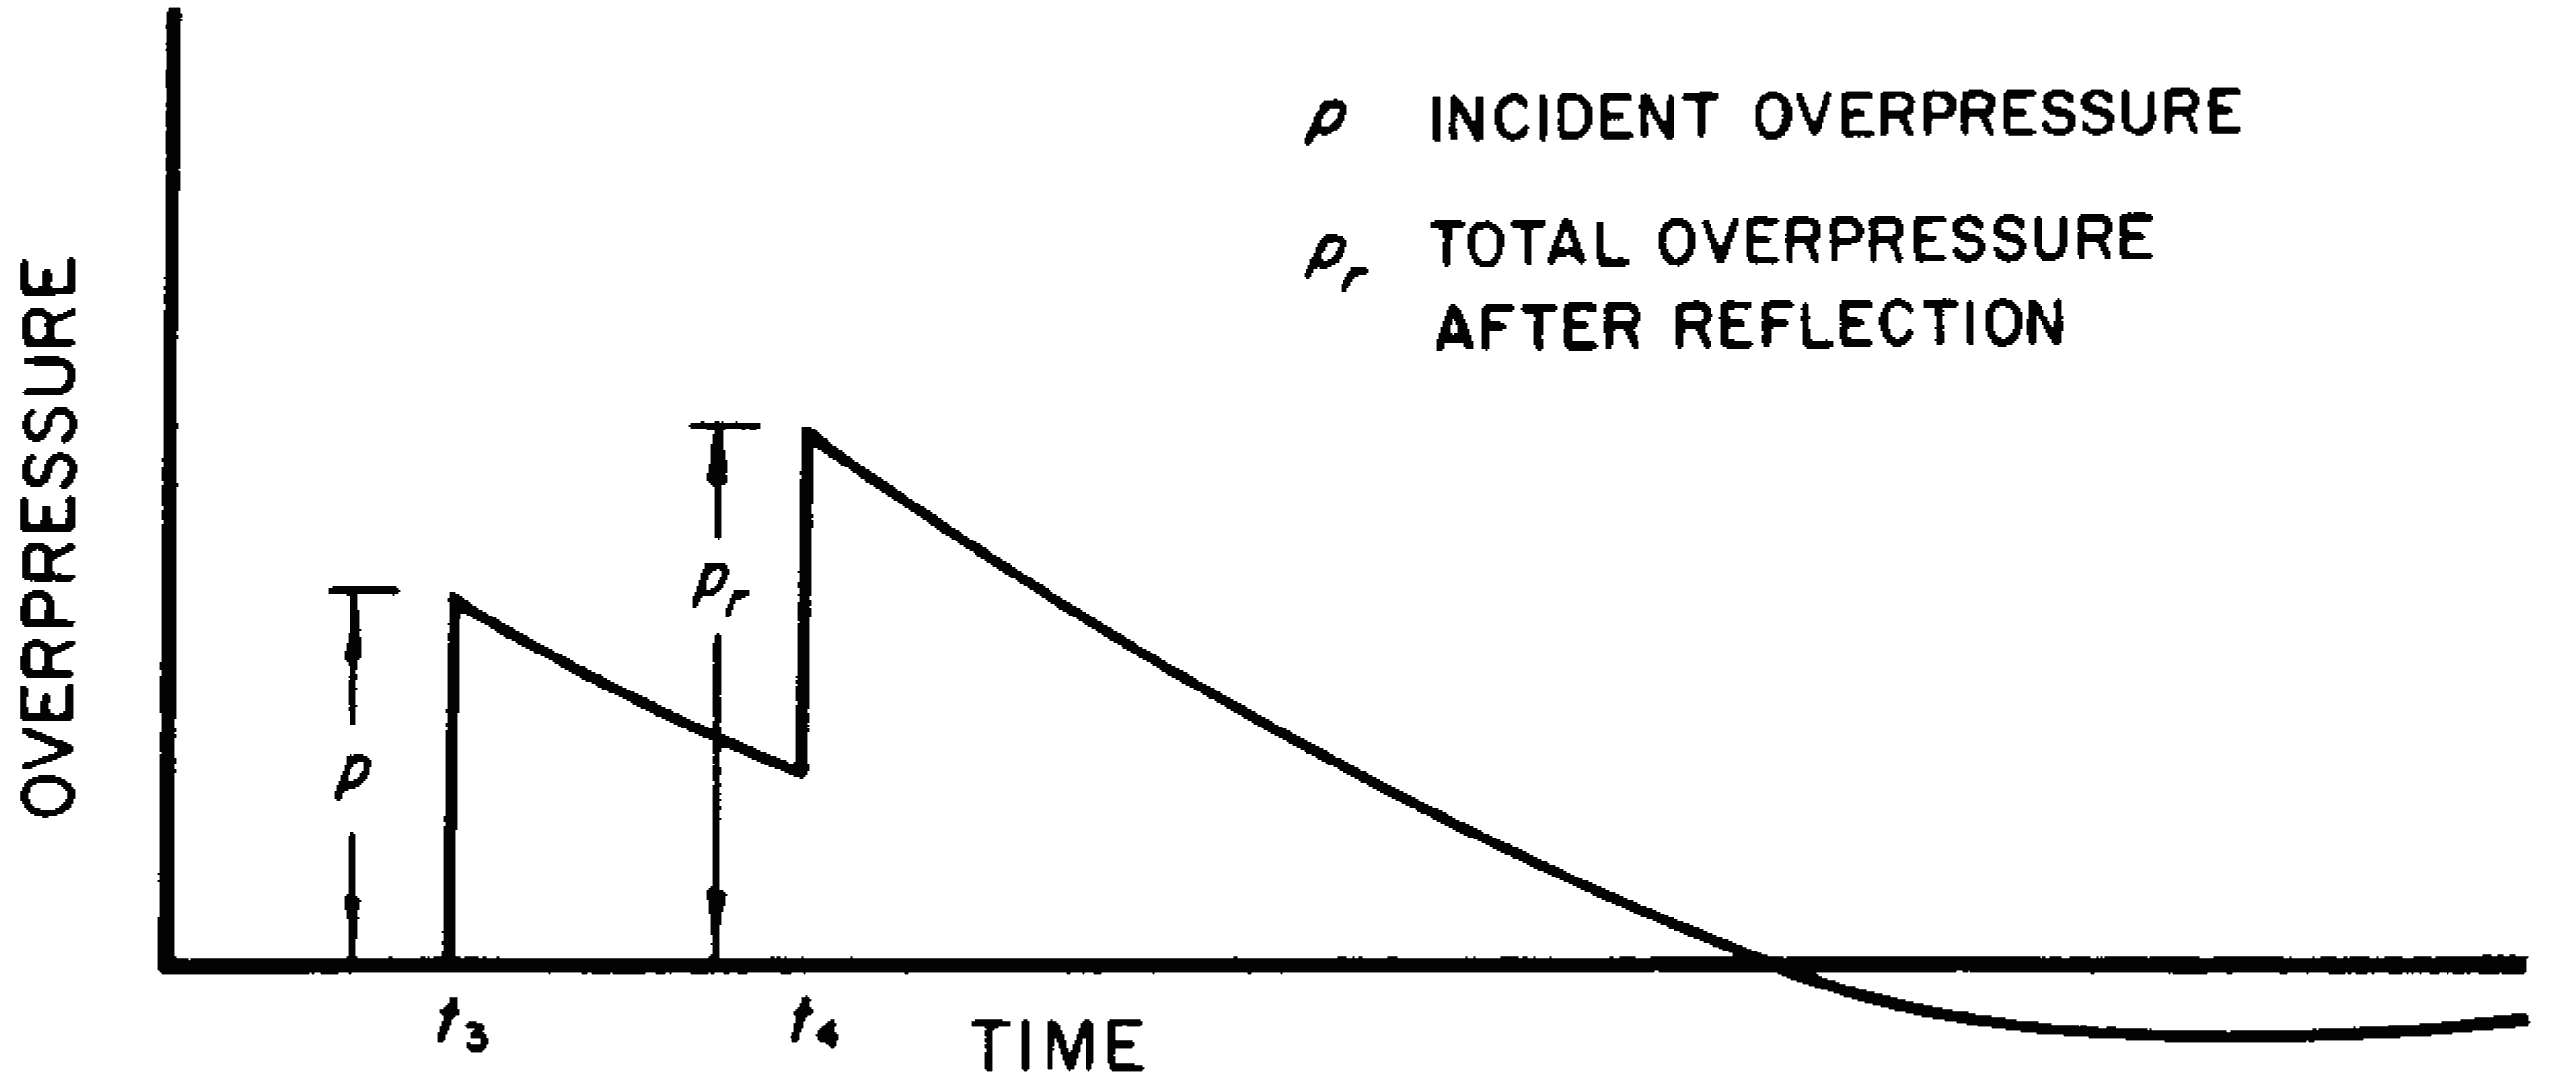 OVERPRESSURE
p INCIDENT OVERPRESSURE
pr TOTAL OVERPRESSURE
AFTER REFLECTION
p
pr
t3
t4
TIME